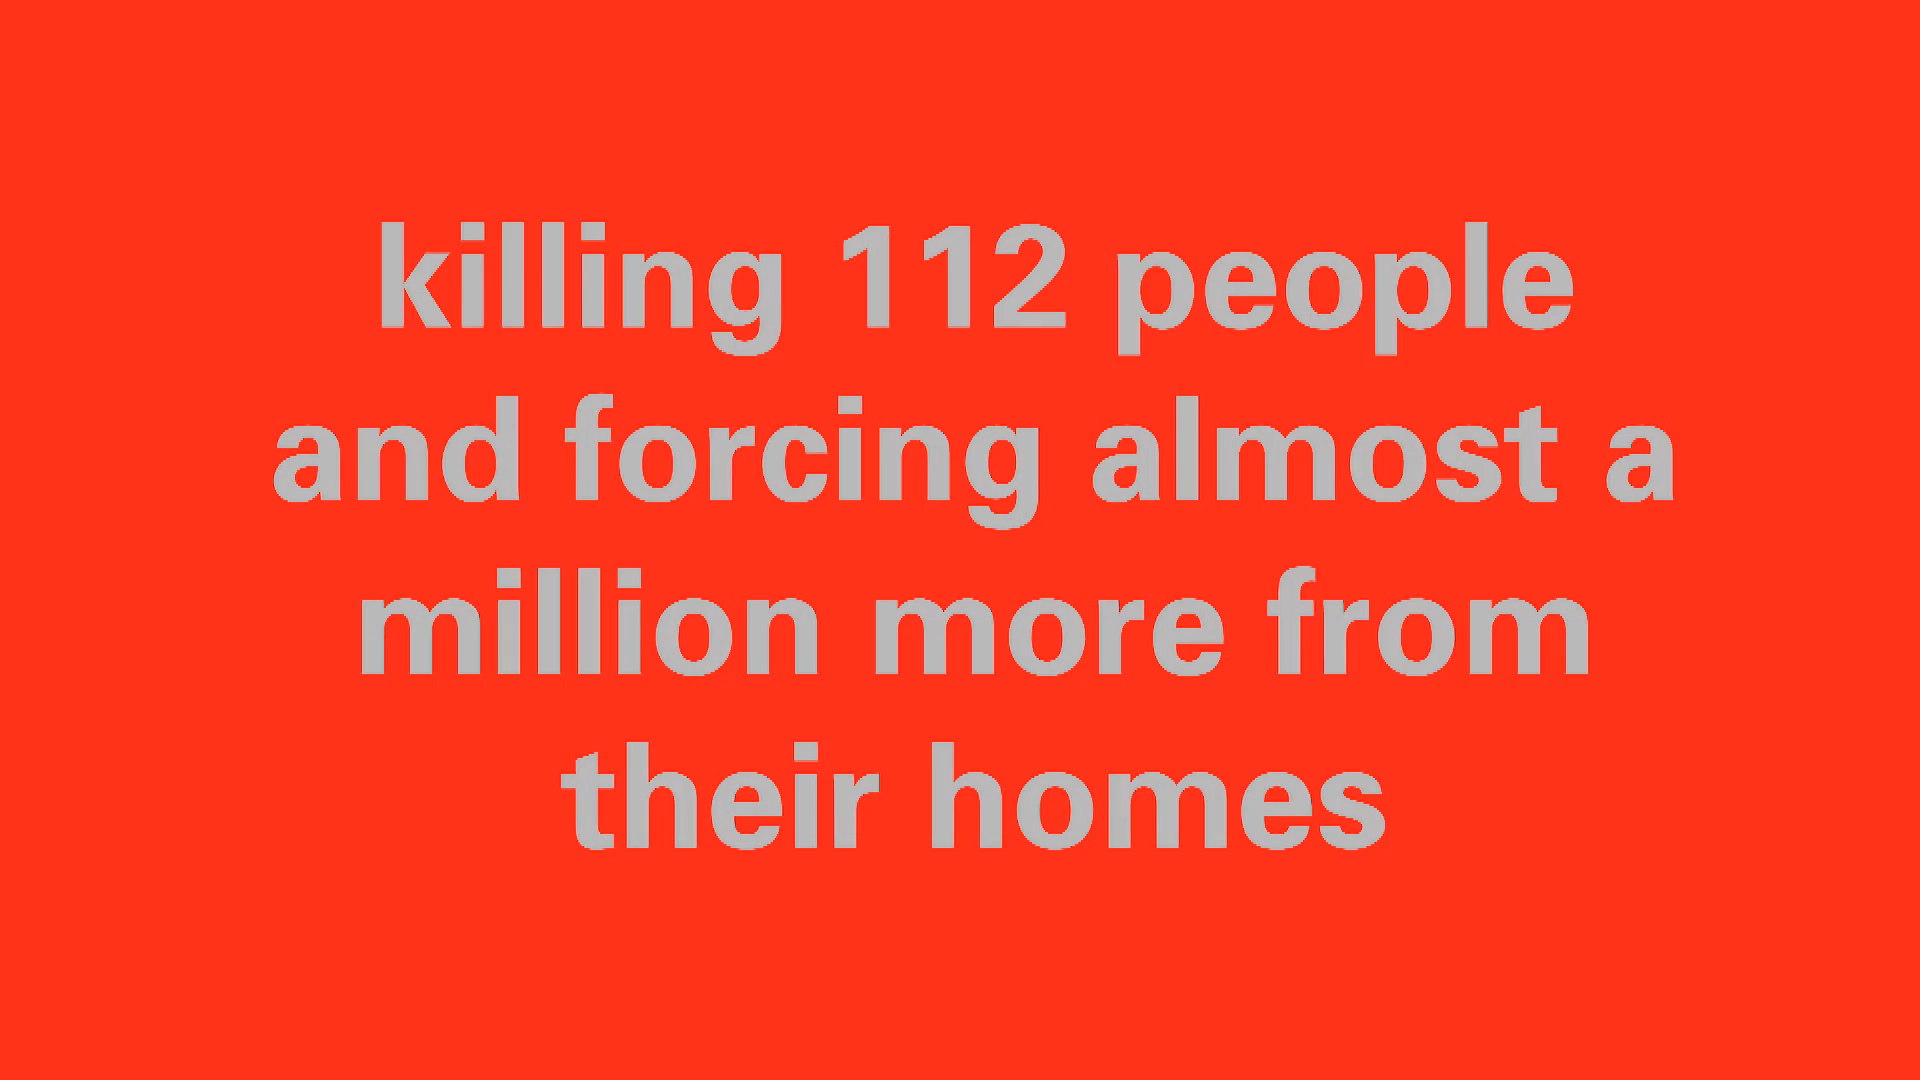 killing 112 people
and forcing almost a
million more from
their homes